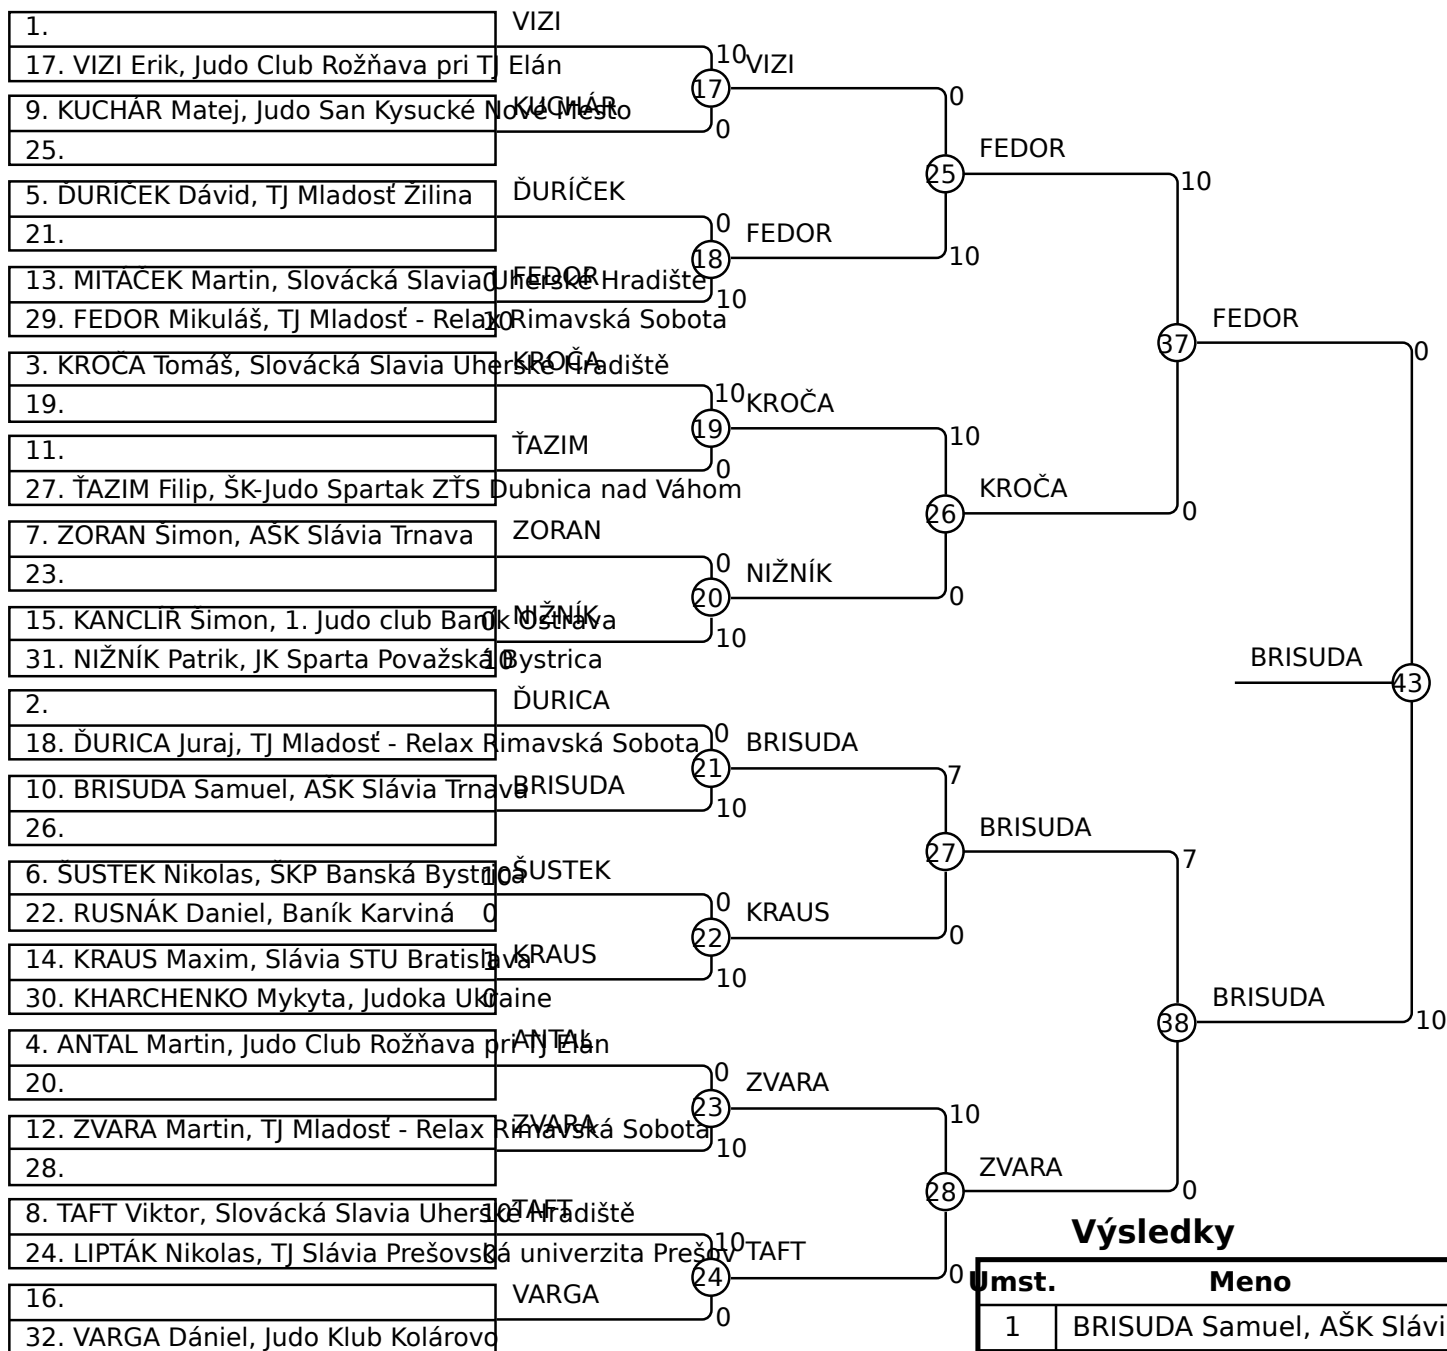 1.
17. VIZI Erik, Judo Club Rožňava pri TJ Elán
9. KUCHÁR Matej, Judo San Kysucké Nové Mesto
25.
5. ĎURÍČEK Dávid, TJ Mladosť Žilina
21.
13. MITÁČEK Martin, Slovácká Slavia Uherské Hradiště
0
29. FEDOR Mikuláš, TJ Mladosť - Relax Rimavská Sobota
10
3. KROČA Tomáš, Slovácká Slavia Uherské Hradiště
19.
11.
27. ŤAZIM Filip, ŠK-Judo Spartak ZŤS Dubnica nad Váhom
7. ZORAN Šimon, AŠK Slávia Trnava
23.
15. KANCLÍŘ Šimon, 1. Judo club Baník Ostrava
0
31. NIŽNÍK Patrik, JK Sparta Považská Bystrica
10
2.
18. ĎURICA Juraj, TJ Mladosť - Relax Rimavská Sobota
10. BRISUDA Samuel, AŠK Slávia Trnava
26.
6. ŠUSTEK Nikolas, ŠKP Banská Bystrica
10
22. RUSNÁK Daniel, Baník Karviná
0
14. KRAUS Maxim, Slávia STU Bratislava
1
30. KHARCHENKO Mykyta, Judoka Ukraine
0
4. ANTAL Martin, Judo Club Rožňava pri TJ Elán
20.
12. ZVARA Martin, TJ Mladosť - Relax Rimavská Sobota
28.
8. TAFT Viktor, Slovácká Slavia Uherské Hradiště
10
24. LIPTÁK Nikolas, TJ Slávia Prešovská univerzita Prešov
0
16.
32. VARGA Dániel, Judo Klub Kolárovo
VIZI
10
17
KUCHÁR
0
ĎURÍČEK
0
18
FEDOR
10
KROČA
10
19
ŤAZIM
0
ZORAN
0
20
NIŽNÍK
10
ĎURICA
0
21
BRISUDA
10
ŠUSTEK
0
22
KRAUS
10
ANTAL
0
23
ZVARA
10
TAFT
10
24
VARGA
0
VIZI
0
25
FEDOR
10
KROČA
10
26
NIŽNÍK
0
BRISUDA
7
27
KRAUS
0
ZVARA
10
28
TAFT
0
FEDOR
10
37
KROČA
0
BRISUDA
7
38
ZVARA
0
FEDOR
0
BRISUDA
43
BRISUDA
10
Výsledky
Umst. Meno
1 BRISUDA Samuel, AŠK Slávi